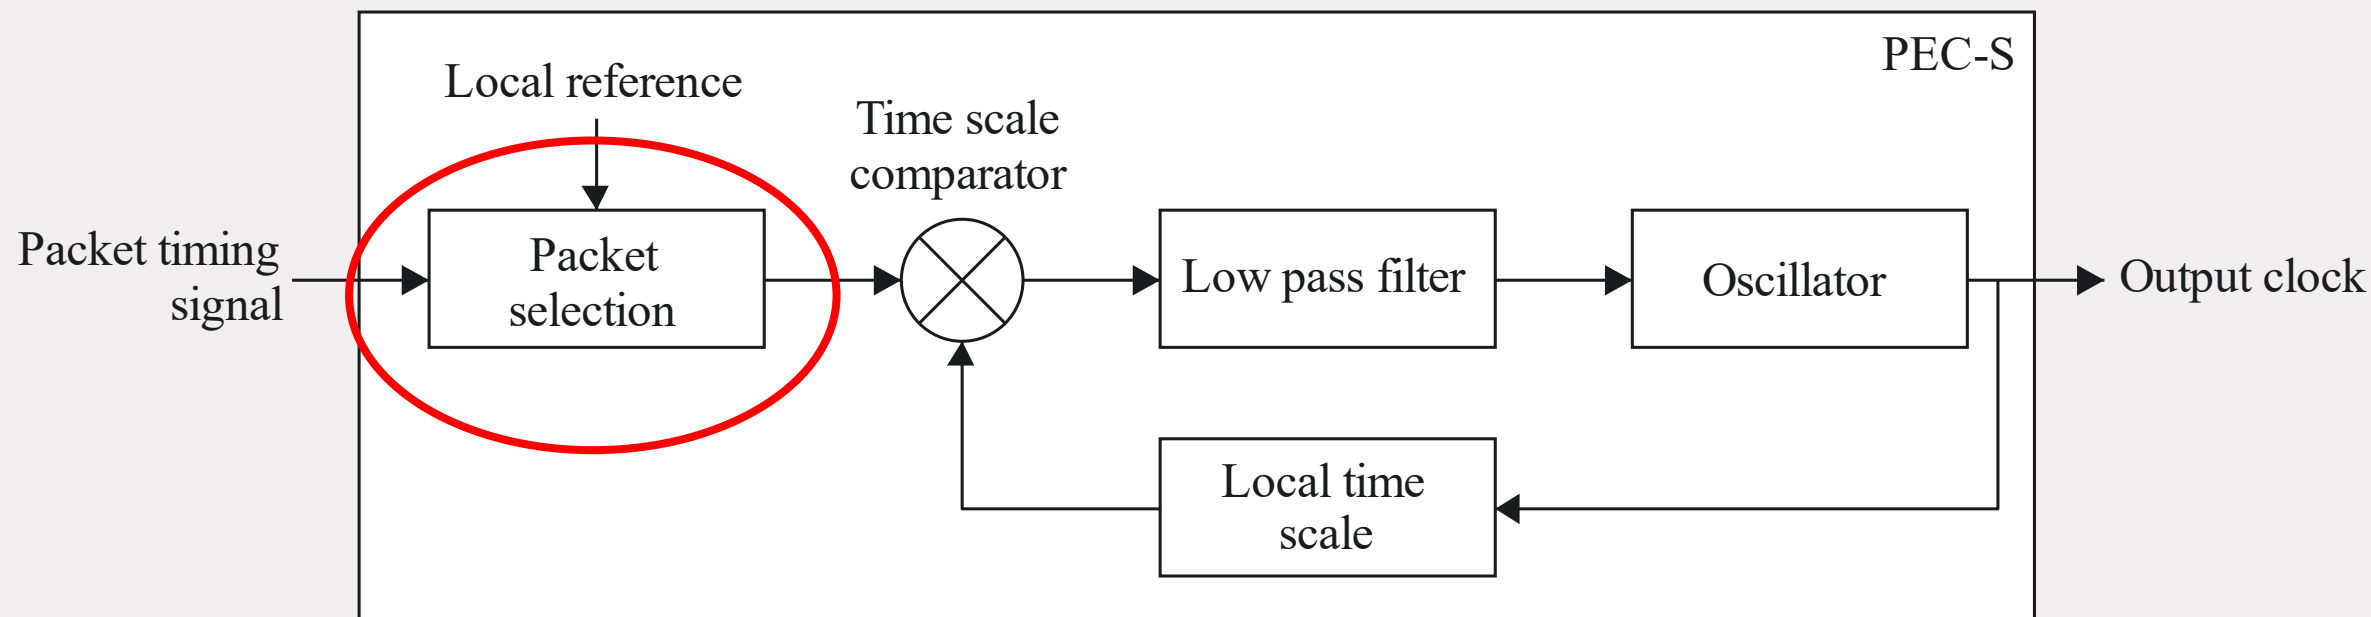 PEC-S
Local reference
Time scale
comparator
Packet timing
signal
Packet
selection
Low pass filter
Oscillator
Output clock
Local time
scale